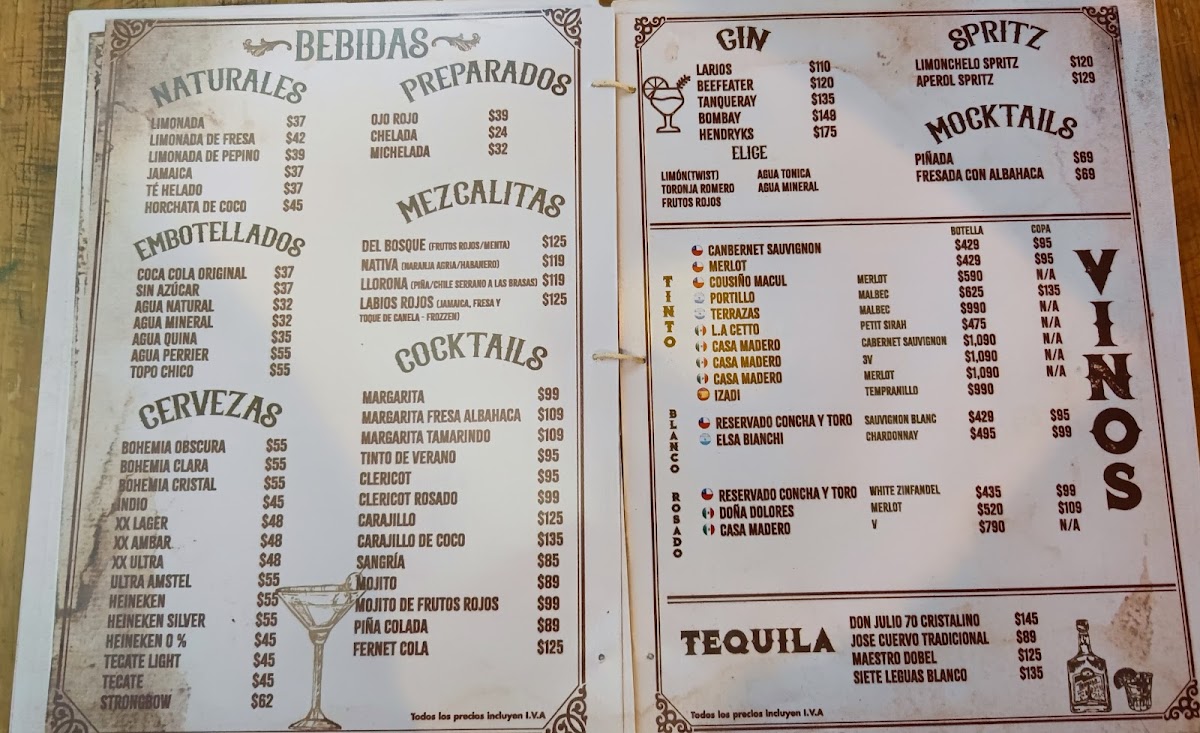 BEBIDAS
NATURALES
LIMONADA $37
LIMONADA DE FRESA $42
LIMONADA DE PEPINO $39
JAMAICA $37
TÉ HELADO $37
HORCHATA DE COCO $45
EMBOTELLADOS
COCA COLA ORIGINAL $37
SIN AZÚCAR $37
AGUA NATURAL $32
AGUA MINERAL $32
AGUA QUINA $35
AGUA PERRIER $55
TOPO CHICO $55
CERVEZAS
BOHEMIA OBSCURA $55
BOHEMIA CLARA $55
BOHEMIA CRISTAL $55
INDIO $45
XX LAGER $48
XX AMBAR $48
XX ULTRA $48
ULTRA AMSTEL $55
HEINEKEN $55
HEINEKEN SILVER $55
HEINEKEN 0 % $45
TECATE LIGHT $45
TECATE $45
STRONGBOW $62
PREPARADOS
OJO ROJO $39
CHELADA $24
MICHELADA $32
MEZCALITAS
DEL BOSQUE (FRUTOS ROJOS/MENTA) $125
NATIVA (NARANJA AGRIA/HABANERO) $119
LLORONA (PIÑA/CHILE SERRANO A LAS BRASAS) $119
LABIOS ROJOS (JAMAICA, FRESA Y $125
TOQUE DE CANELA - FROZZEN)
COCKTAILS
MARGARITA $99
MARGARITA FRESA ALBAHACA $109
MARGARITA TAMARINDO $109
TINTO DE VERANO $95
CLERICOT $95
CLERICOT ROSADO $99
CARAJILLO $125
CARAJILLO DE COCO $135
SANGRÍA $85
MOJITO $89
MOJITO DE FRUTOS ROJOS $99
PIÑA COLADA $89
FERNET COLA $125
Todos los precios incluyen I.V.A
GIN
LARIOS $110
BEEFEATER $120
TANQUERAY $135
BOMBAY $149
HENDRYKS $175
ELIGE
LIMÓN(TWIST) AGUA TONICA
TORONJA ROMERO AGUA MINERAL
FRUTOS ROJOS
SPRITZ
LIMONCHELO SPRITZ $120
APEROL SPRITZ $129
MOCKTAILS
PIÑADA $69
FRESADA CON ALBAHACA $69
VINOS
BOTELLA COPA
TINTO
CANBERNET SAUVIGNON $429 $95
MERLOT $429 $95
COUSIÑO MACUL MERLOT $590 N/A
PORTILLO MALBEC $625 $135
TERRAZAS MALBEC $990 N/A
L.A CETTO PETIT SIRAH $475 N/A
CASA MADERO CABERNET SAUVIGNON $1,090 N/A
CASA MADERO 3V $1,090 N/A
CASA MADERO MERLOT $1,090 N/A
IZADI TEMPRANILLO $990
BLANCO
RESERVADO CONCHA Y TORO SAUVIGNON BLANC $429 $95
ELSA BIANCHI CHARDONNAY $495 $99
ROSADO
RESERVADO CONCHA Y TORO WHITE ZINFANDEL $435 $99
DOÑA DOLORES MERLOT $520 $109
CASA MADERO V $790 N/A
TEQUILA
DON JULIO 70 CRISTALINO $145
JOSE CUERVO TRADICIONAL $89
MAESTRO DOBEL $125
SIETE LEGUAS BLANCO $135
Todos los precios incluyen I.V.A